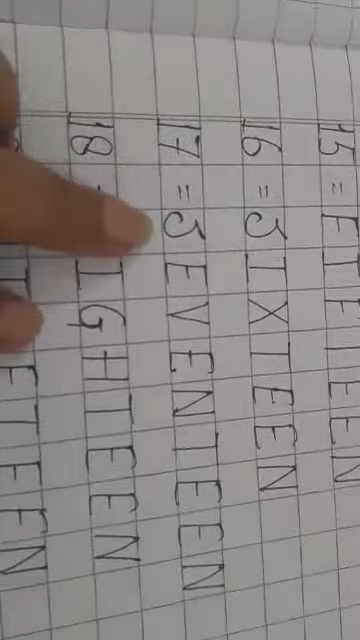 15 = FIFTEEN
16 = SIXTEEN
17 = SEVENTEEN
18